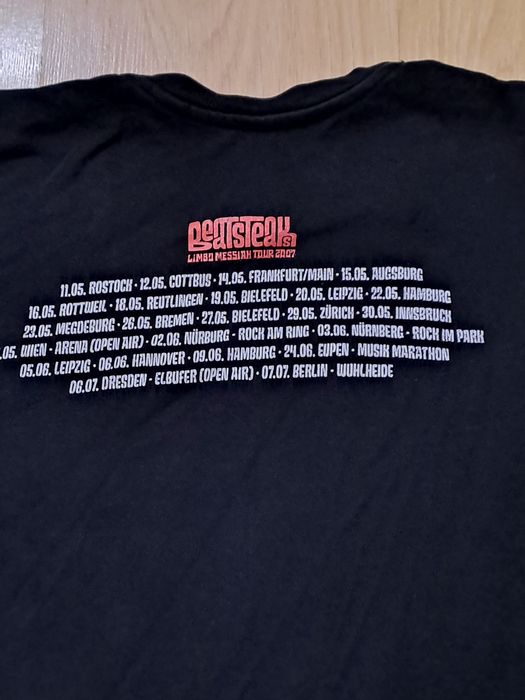 BEATSTEAKS
LIMBO MESSIAH TOUR 2007
11.05. ROSTOCK · 12.05. COTTBUS · 14.05. FRANKFURT/MAIN · 15.05. AUGSBURG
16.05. ROTTWEIL · 18.05. REUTLINGEN · 19.05. BIELEFELD · 20.05. LEIPZIG · 22.05. HAMBURG
23.05. MEGDEBURG · 26.05. BREMEN · 27.05. BIELEFELD · 29.05. ZÜRICH · 30.05. INNSBRUCK
.05. WIEN - ARENA (OPEN AIR) · 02.06. NÜRBURG - ROCK AM RING · 03.06. NÜRNBERG - ROCK IM PARK
05.06. LEIPZIG · 06.06. HANNOVER · 09.06. HAMBURG · 24.06. EUPEN - MUSIK MARATHON
06.07. DRESDEN - ELBUFER (OPEN AIR) · 07.07. BERLIN - WUHLHEIDE